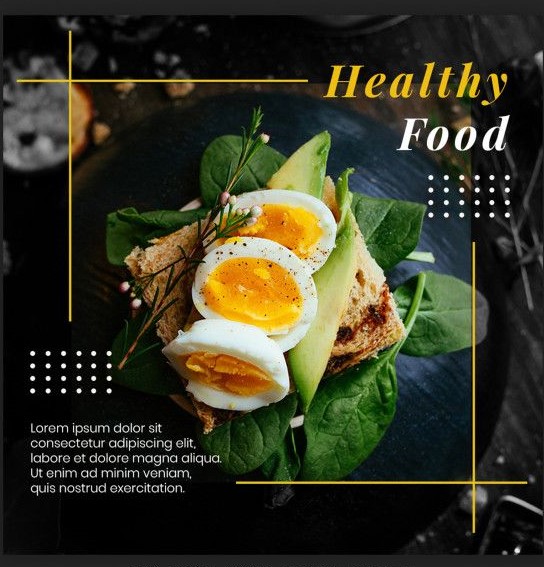 Healthy
Food
Lorem ipsum dolor sit
consectetur adipiscing elit,
labore et dolore magna aliqua.
Ut enim ad minim veniam,
quis nostrud exercitation.